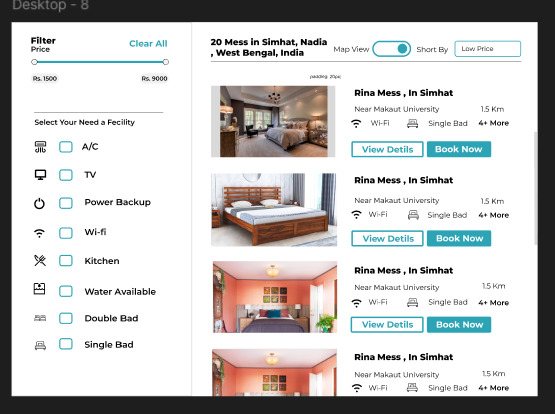 Desktop - 8
Filter
Clear All
Price
Rs. 1500
Rs. 9000
Select Your Need a Fecility
A/C
TV
Power Backup
Wi-fi
Kitchen
Water Available
Double Bad
Single Bad
20 Mess in Simhat, Nadia
, West Bengal, India
Map View
Short By
Low Price
padding: 20px;
Rina Mess , In Simhat
Near Makaut University
1.5 Km
Wi-Fi
Single Bad
4+ More
View Detils
Book Now
Rina Mess , In Simhat
Near Makaut University
1.5 Km
Wi-Fi
Single Bad
4+ More
View Detils
Book Now
Rina Mess , In Simhat
Near Makaut University
1.5 Km
Wi-Fi
Single Bad
4+ More
View Detils
Book Now
Rina Mess , In Simhat
Near Makaut University
1.5 Km
Wi-Fi
Single Bad
4+ More